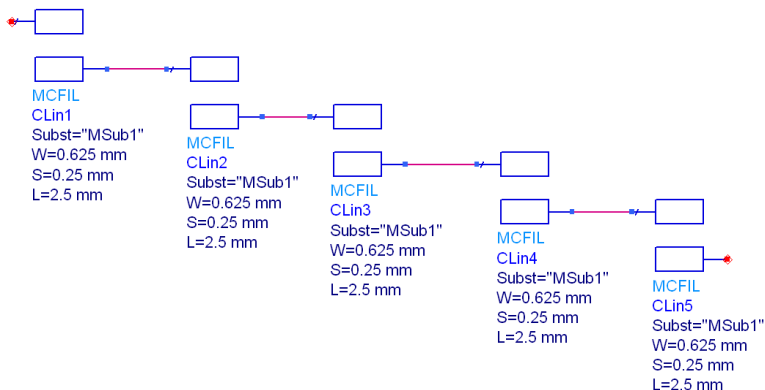 MCFIL
CLin1
Subst="MSub1"
W=0.625 mm
S=0.25 mm
L=2.5 mm
MCFIL
CLin2
Subst="MSub1"
W=0.625 mm
S=0.25 mm
L=2.5 mm
MCFIL
CLin3
Subst="MSub1"
W=0.625 mm
S=0.25 mm
L=2.5 mm
MCFIL
CLin4
Subst="MSub1"
W=0.625 mm
S=0.25 mm
L=2.5 mm
MCFIL
CLin5
Subst="MSub1"
W=0.625 mm
S=0.25 mm
L=2.5 mm